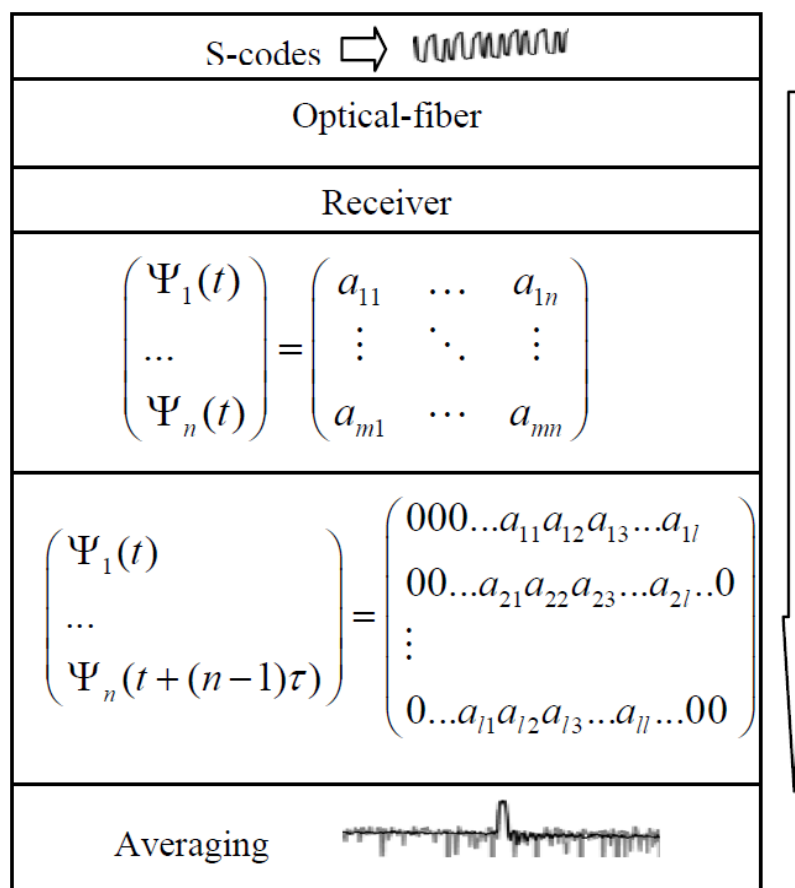 S-codes
Optical-fiber
Receiver
Ψ₁(t)
...
Ψₙ(t)
=
a₁₁ … a₁ₙ
⋮ ⋱ ⋮
aₘ₁ ⋯ aₘₙ
Ψ₁(t)
...
Ψₙ(t+(n−1)τ)
=
000...a₁₁a₁₂a₁₃...a₁ₗ
00...a₂₁a₂₂a₂₃...a₂ₗ..0
⋮
0...aₗ₁aₗ₂aₗ₃...aₗₗ...00
Averaging